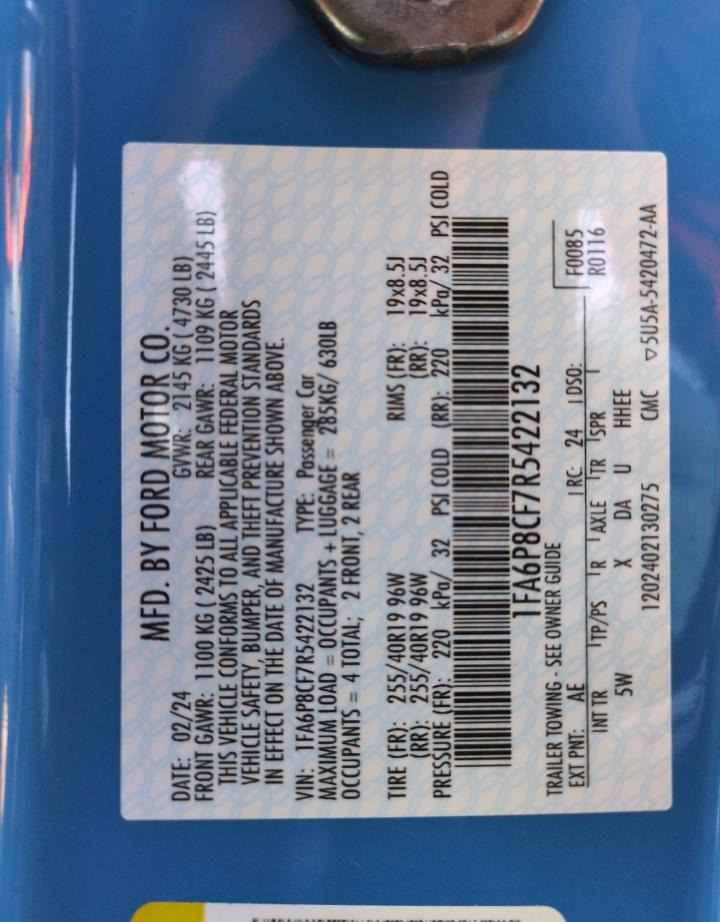 MFD. BY FORD MOTOR CO.
DATE: 02/24 GVWR: 2145 KG ( 4730 LB)
FRONT GAWR: 1100 KG ( 2425 LB) REAR GAWR: 1109 KG ( 2445 LB)
THIS VEHICLE CONFORMS TO ALL APPLICABLE FEDERAL MOTOR
VEHICLE SAFETY, BUMPER, AND THEFT PREVENTION STANDARDS
IN EFFECT ON THE DATE OF MANUFACTURE SHOWN ABOVE.
VIN: 1FA6P8CF7R5422132 TYPE: Passenger Car
MAXIMUM LOAD = OCCUPANTS + LUGGAGE = 285KG/ 630LB
OCCUPANTS = 4 TOTAL; 2 FRONT, 2 REAR
TIRE (FR): 255/40R19 96W RIMS (FR): 19x8.5J
(RR): 255/40R19 96W (RR): 19x8.5J
PRESSURE (FR): 220 kPa/ 32 PSI COLD (RR): 220 kPa/ 32 PSI COLD
1FA6P8CF7R5422132
TRAILER TOWING - SEE OWNER GUIDE
EXT PNT: AE RC: 24 DSO: F0085
R0116
INT TR TP/PS R AXLE TR SPR
5W X DA U HHEE
1202402130275 CMC ▽5U5A-5420472-AA